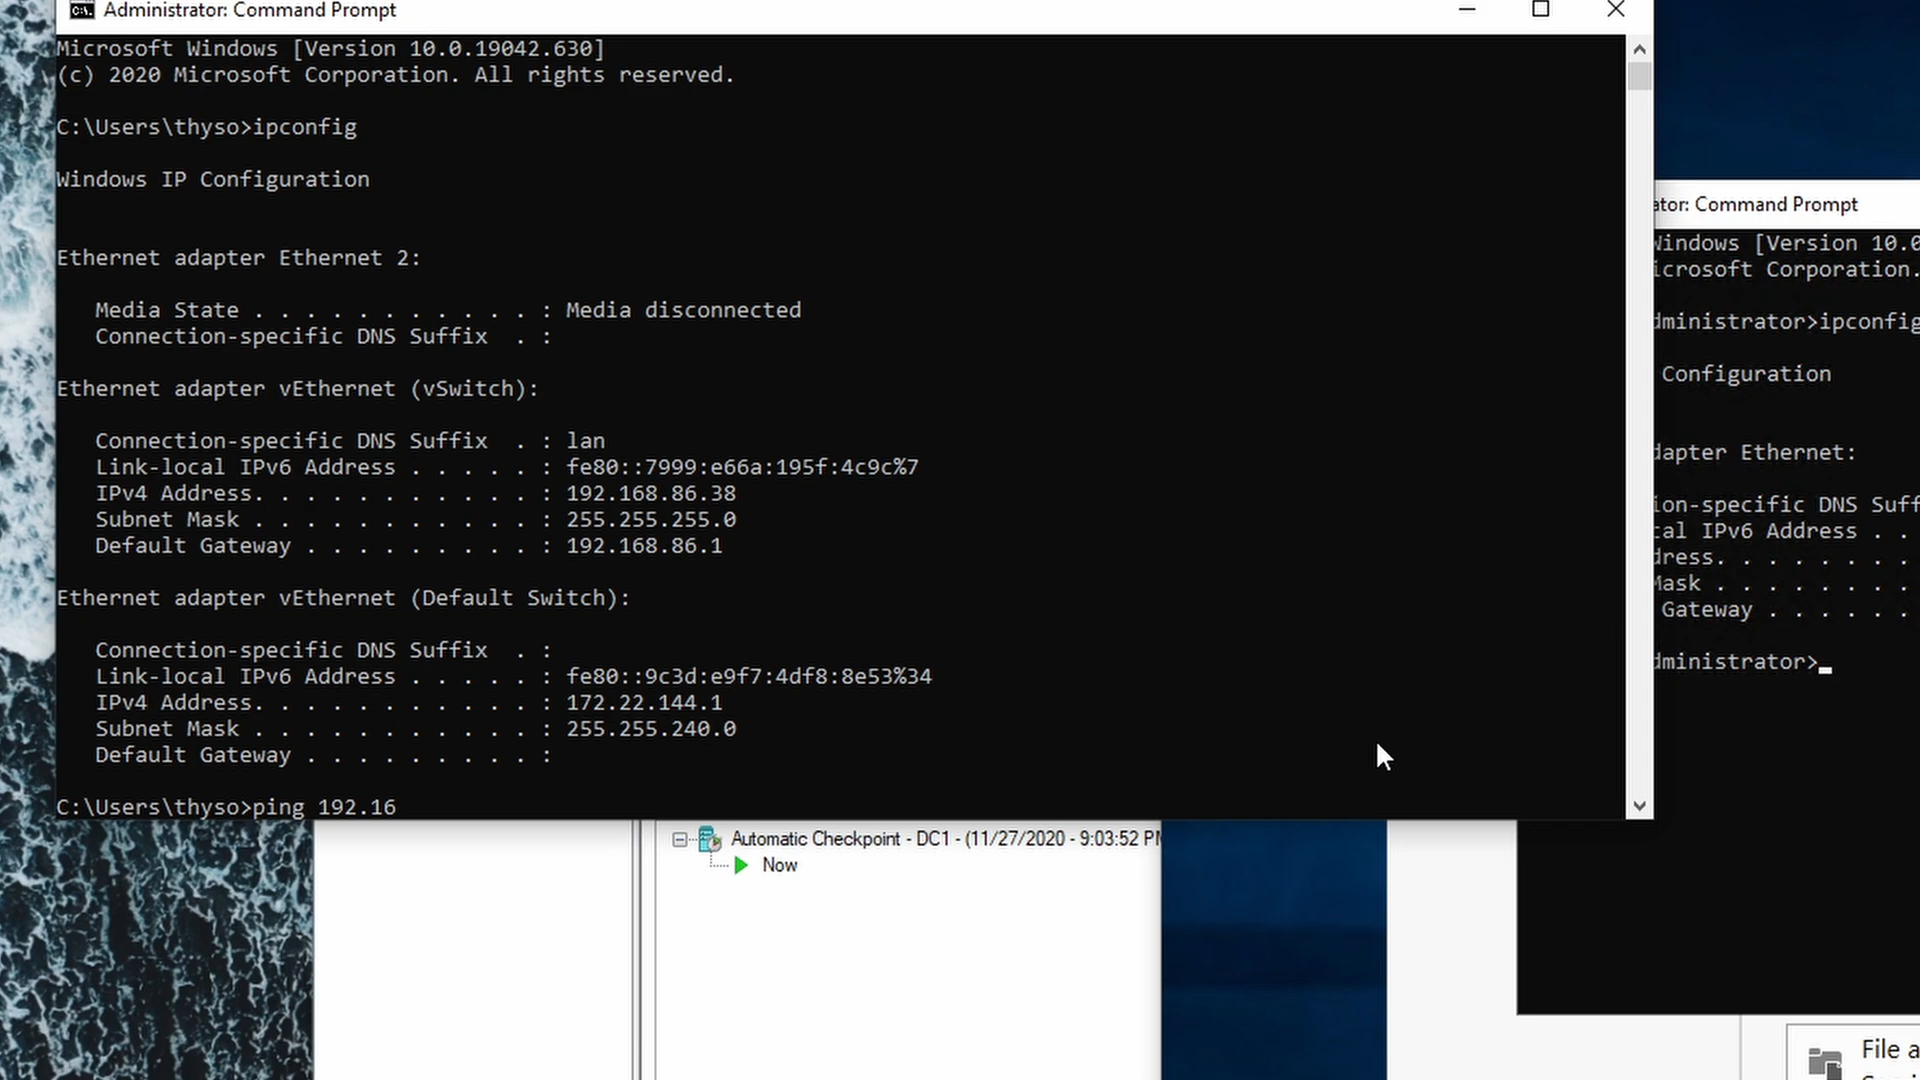 Administrator: Command Prompt
Microsoft Windows [Version 10.0.19042.630]
(c) 2020 Microsoft Corporation. All rights reserved.
C:\Users\thyso>ipconfig
Windows IP Configuration
Ethernet adapter Ethernet 2:
Media State . . . . . . . . . . . : Media disconnected
Connection-specific DNS Suffix  . :
Ethernet adapter vEthernet (vSwitch):
Connection-specific DNS Suffix  . : lan
Link-local IPv6 Address . . . . . : fe80::7999:e66a:195f:4c9c%7
IPv4 Address. . . . . . . . . . . : 192.168.86.38
Subnet Mask . . . . . . . . . . . : 255.255.255.0
Default Gateway . . . . . . . . . : 192.168.86.1
Ethernet adapter vEthernet (Default Switch):
Connection-specific DNS Suffix  . :
Link-local IPv6 Address . . . . . : fe80::9c3d:e9f7:4df8:8e53%34
IPv4 Address. . . . . . . . . . . : 172.22.144.1
Subnet Mask . . . . . . . . . . . : 255.255.240.0
Default Gateway . . . . . . . . . :
C:\Users\thyso>ping 192.16
ator: Command Prompt
Windows [Version 10.0
icrosoft Corporation.
dministrator>ipconfig
Configuration
dapter Ethernet:
ion-specific DNS Suff
cal IPv6 Address . .
dress. . . . . . . .
Mask . . . . . . . .
Gateway . . . . . .
dministrator>
Automatic Checkpoint - DC1 - (11/27/2020 - 9:03:52 PM
Now
File a